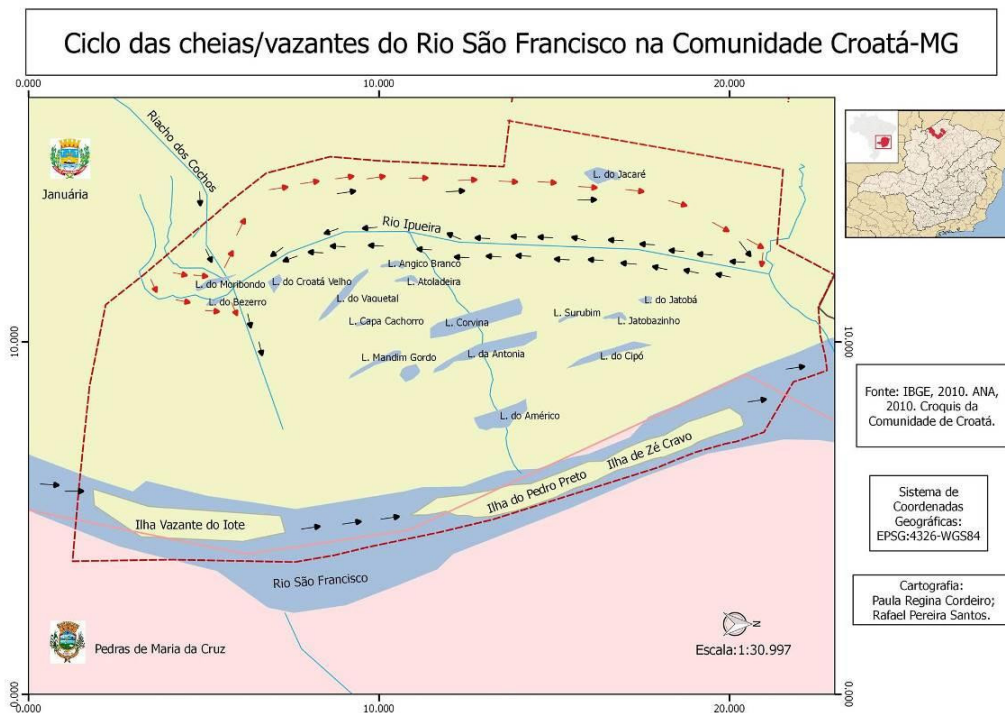 Ciclo das cheias/vazantes do Rio São Francisco na Comunidade Croatá-MG
0.000
10.000
20.000
Riacho dos Cochos
Januária
L. do Jacaré
Rio Ipueira
L. Angico Branco
L. do Moribondo
L. do Croatá Velho
L. Atoladeira
L. do Bezerro
L. do Vaquetal
L. do Jatobá
L. Capa Cachorro
L. Corvina
L. Surubim
L. Jatobazinho
10.000
10.000
L. Mandim Gordo
L. da Antonia
L. do Cipó
L. do Américo
Ilha de Zé Cravo
Ilha do Pedro Preto
Ilha Vazante do Iote
Rio São Francisco
Pedras de Maria da Cruz
N
Escala:1:30.997
0.000
0.000
0.000
10.000
20.000
Fonte: IBGE, 2010. ANA,
2010. Croquis da
Comunidade de Croatá.
Sistema de
Coordenadas
Geográficas:
EPSG:4326-WGS84
Cartografia:
Paula Regina Cordeiro;
Rafael Pereira Santos.